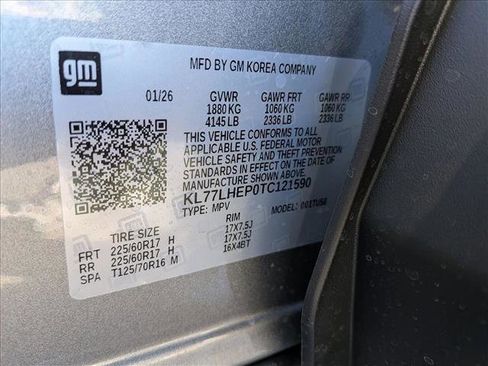 gm
MFD BY GM KOREA COMPANY
01/26 GVWR GAWR FRT GAWR RR
1880 KG 1060 KG 1060 KG
4145 LB 2336 LB 2336 LB
THIS VEHICLE CONFORMS TO ALL
APPLICABLE U.S. FEDERAL MOTOR
VEHICLE SAFETY AND THEFT PREVENTION
STANDARDS IN EFFECT ON THE DATE OF
MANUFACTURE SHOWN ABOVE.
KL77LHEP0TC121590
TYPE: MPV MODEL:
TIRE SIZE RIM
FRT 225/60R17 H 17X7.5J
RR 225/60R17 H 17X7.5J
SPA T125/70R16 M 16X4BT